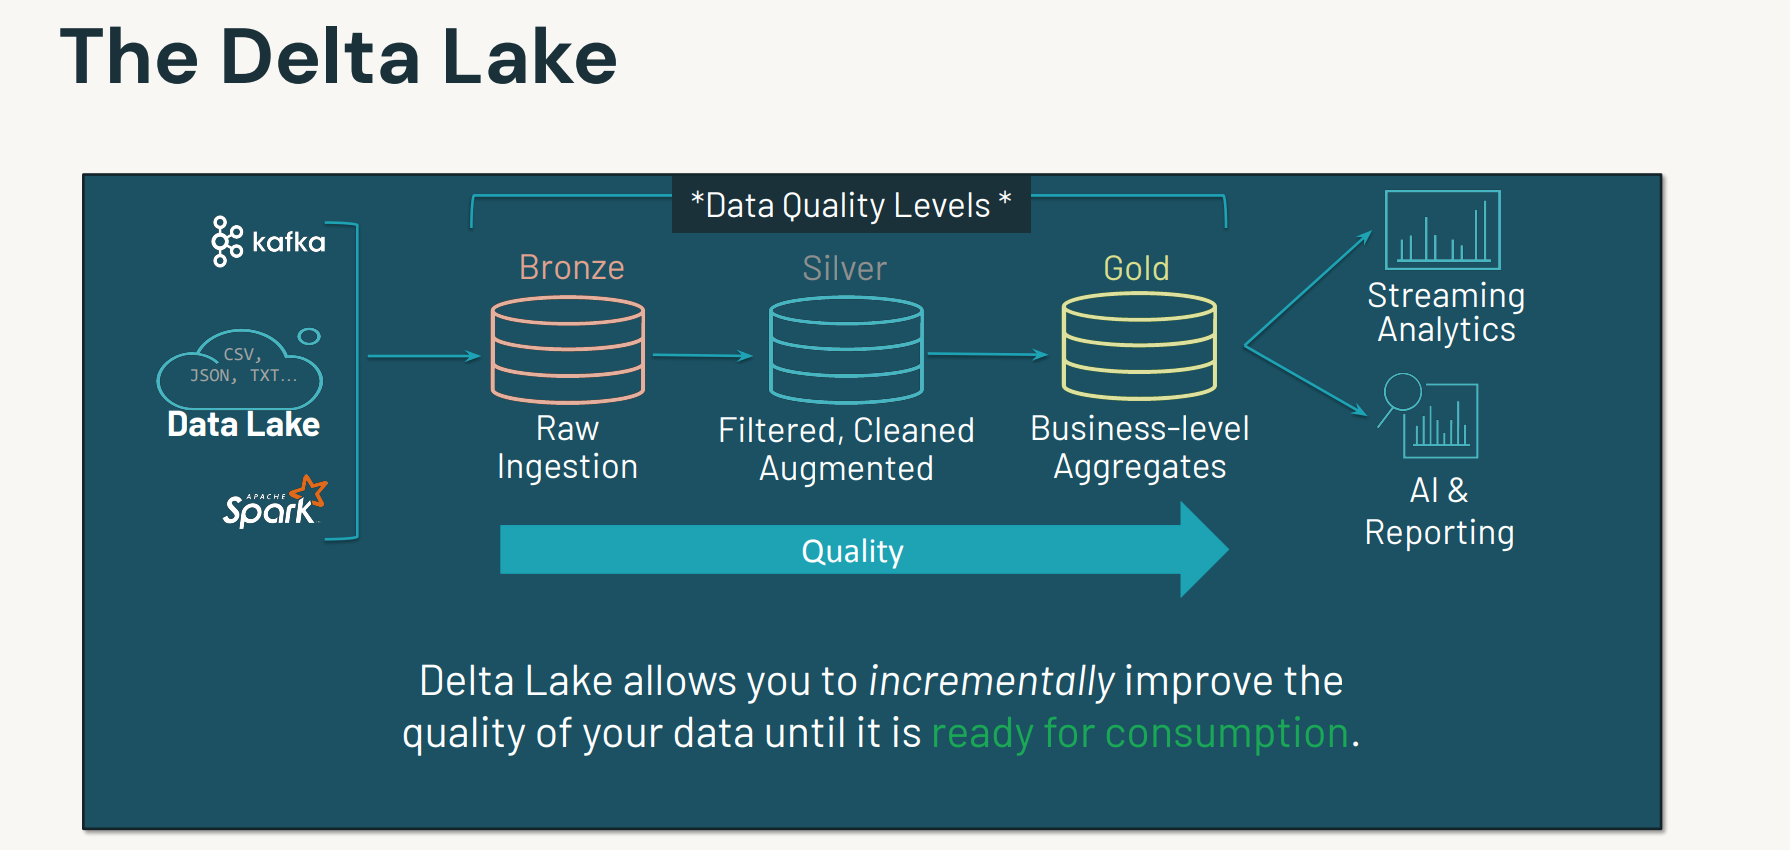 The Delta Lake
*Data Quality Levels *
kafka
CSV,
JSON, TXT...
Data Lake
APACHE
Spark
Bronze
Raw
Ingestion
Silver
Filtered, Cleaned
Augmented
Gold
Business-level
Aggregates
Streaming
Analytics
AI &
Reporting
Quality
Delta Lake allows you to incrementally improve the
quality of your data until it is ready for consumption.